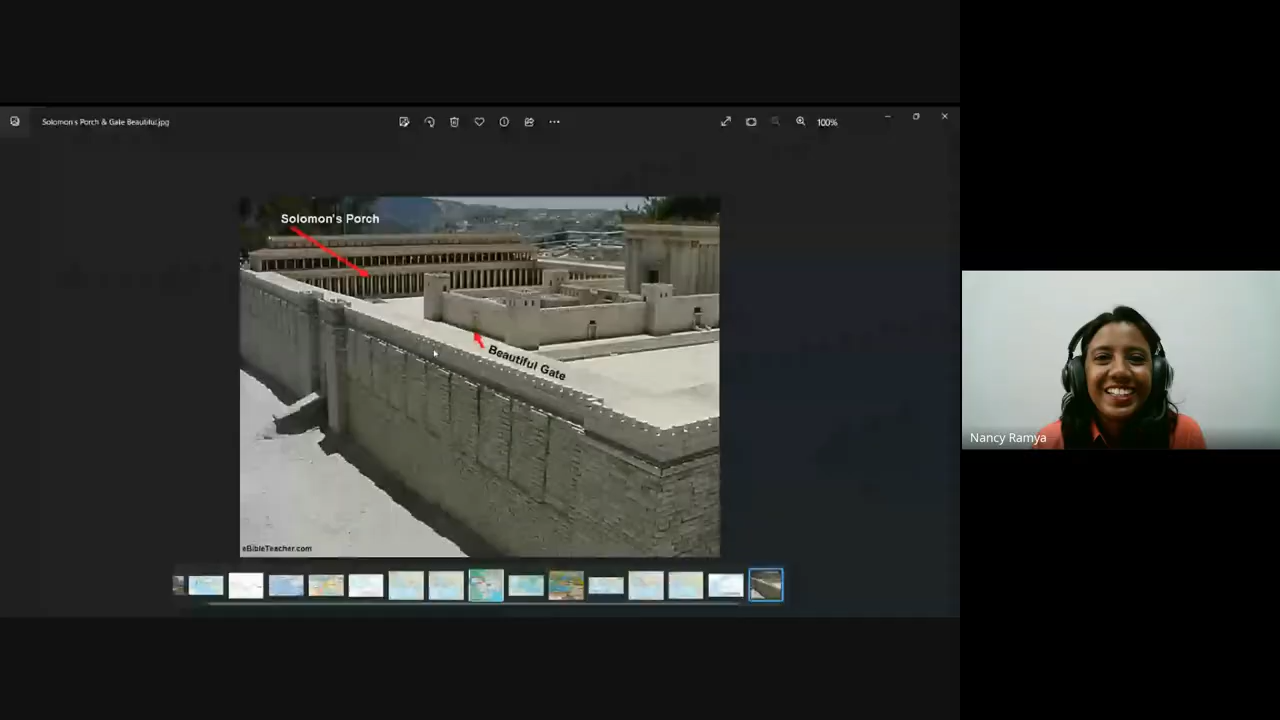 Solomon's Porch & Gate Beautiful.jpg
100%
Solomon's Porch
Beautiful Gate
eBibleTeacher.com
Nancy Ramya